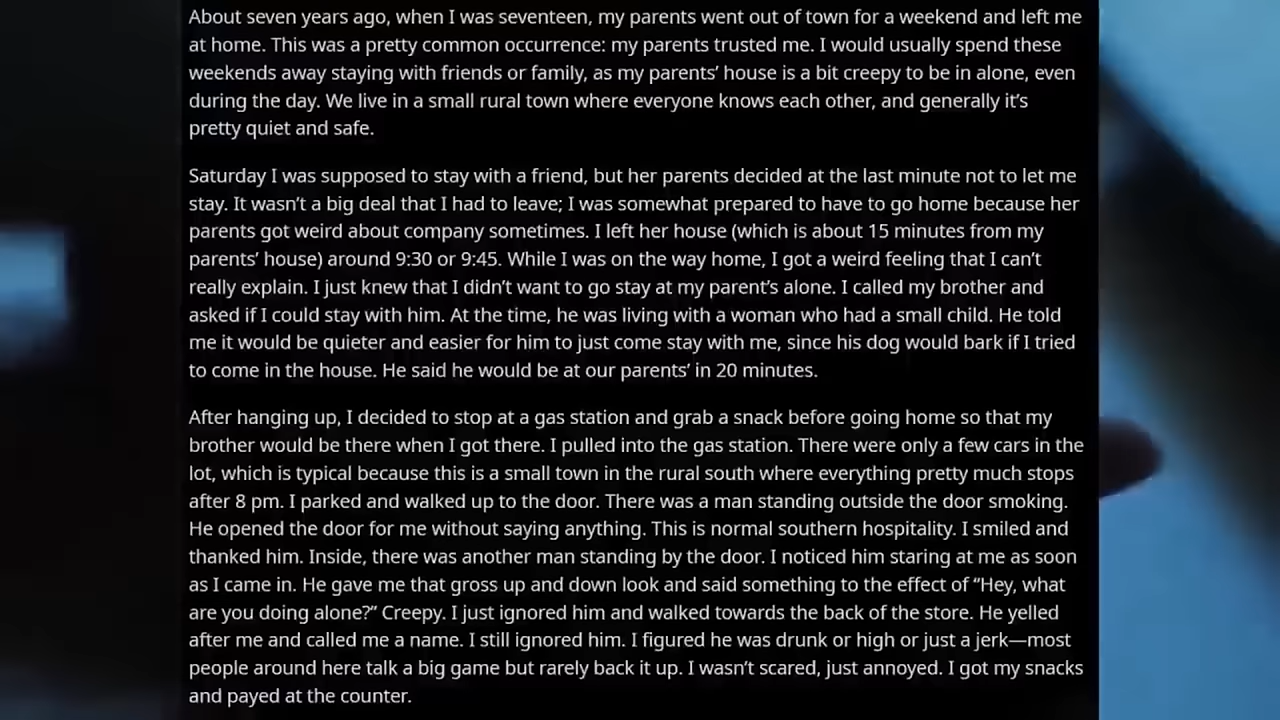 About seven years ago, when I was seventeen, my parents went out of town for a weekend and left me
at home. This was a pretty common occurrence: my parents trusted me. I would usually spend these
weekends away staying with friends or family, as my parents’ house is a bit creepy to be in alone, even
during the day. We live in a small rural town where everyone knows each other, and generally it’s
pretty quiet and safe.
Saturday I was supposed to stay with a friend, but her parents decided at the last minute not to let me
stay. It wasn’t a big deal that I had to leave; I was somewhat prepared to have to go home because her
parents got weird about company sometimes. I left her house (which is about 15 minutes from my
parents’ house) around 9:30 or 9:45. While I was on the way home, I got a weird feeling that I can’t
really explain. I just knew that I didn’t want to go stay at my parent’s alone. I called my brother and
asked if I could stay with him. At the time, he was living with a woman who had a small child. He told
me it would be quieter and easier for him to just come stay with me, since his dog would bark if I tried
to come in the house. He said he would be at our parents’ in 20 minutes.
After hanging up, I decided to stop at a gas station and grab a snack before going home so that my
brother would be there when I got there. I pulled into the gas station. There were only a few cars in the
lot, which is typical because this is a small town in the rural south where everything pretty much stops
after 8 pm. I parked and walked up to the door. There was a man standing outside the door smoking.
He opened the door for me without saying anything. This is normal southern hospitality. I smiled and
thanked him. Inside, there was another man standing by the door. I noticed him staring at me as soon
as I came in. He gave me that gross up and down look and said something to the effect of “Hey, what
are you doing alone?” Creepy. I just ignored him and walked towards the back of the store. He yelled
after me and called me a name. I still ignored him. I figured he was drunk or high or just a jerk—most
people around here talk a big game but rarely back it up. I wasn’t scared, just annoyed. I got my snacks
and payed at the counter.